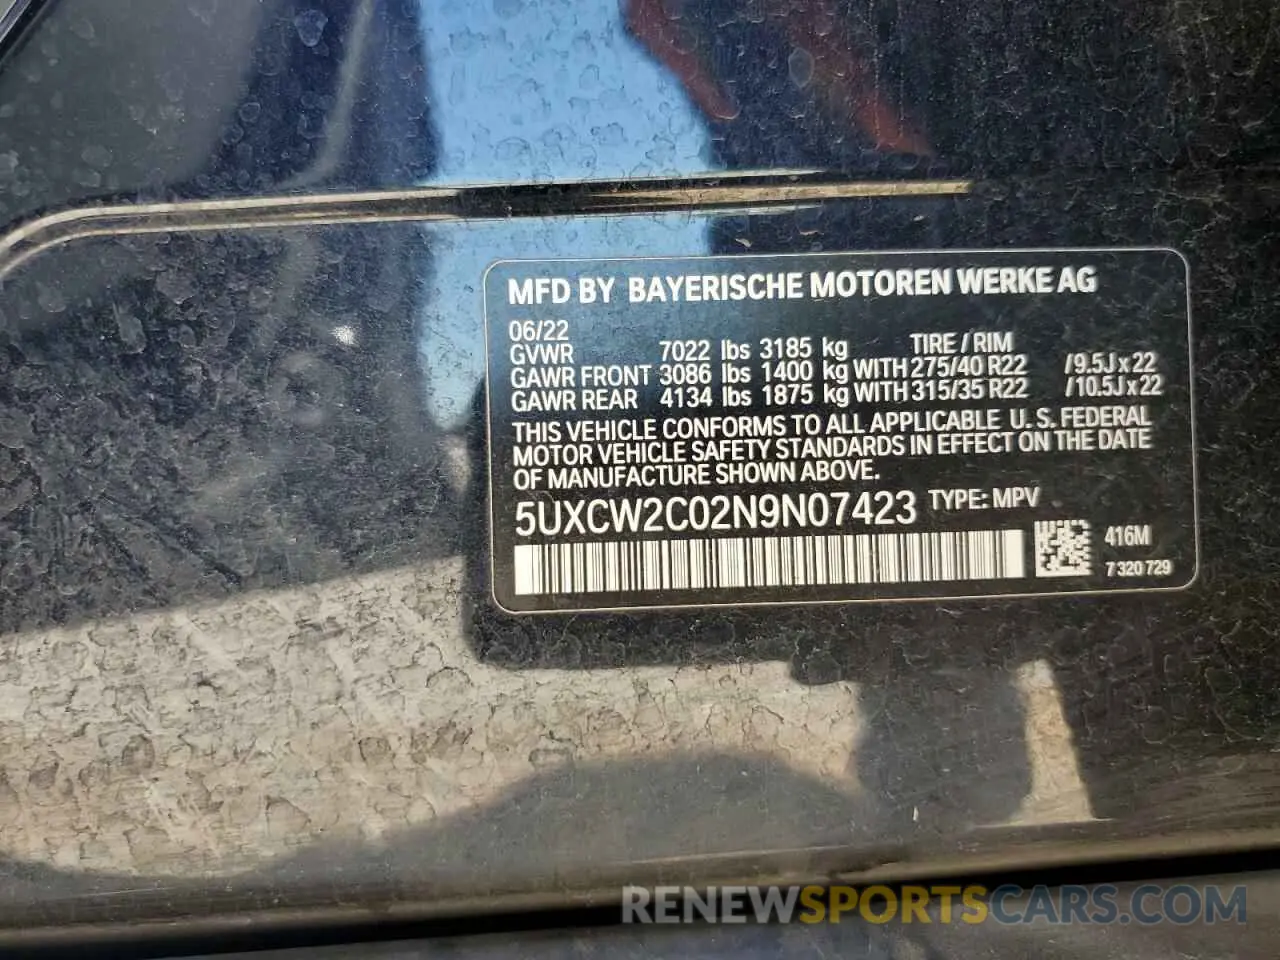 MFD BY BAYERISCHE MOTOREN WERKE AG
06/22
GVWR 7022 lbs 3185 kg TIRE / RIM
GAWR FRONT 3086 lbs 1400 kg WITH 275/40 R22 /9.5J x 22
GAWR REAR 4134 lbs 1875 kg WITH 315/35 R22 /10.5J x 22
THIS VEHICLE CONFORMS TO ALL APPLICABLE U.S. FEDERAL
MOTOR VEHICLE SAFETY STANDARDS IN EFFECT ON THE DATE
OF MANUFACTURE SHOWN ABOVE.
5UXCW2C02N9N07423 TYPE: MPV
416M
7 320 729
RENEWSPORTSCARS.COM